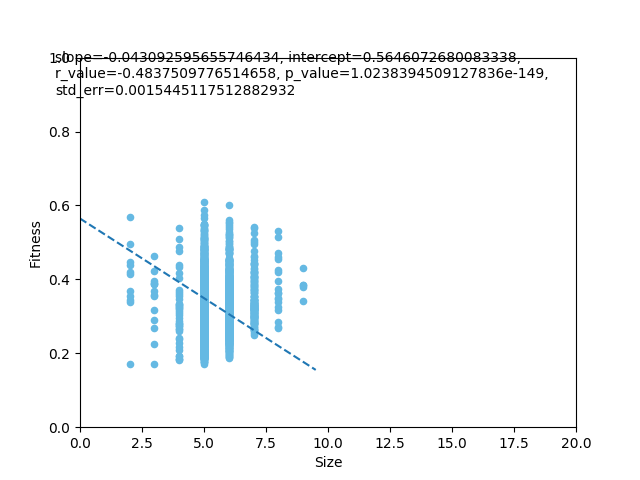 slope=-0.043092595655746434, intercept=0.5646072680083338,
r_value=-0.4837509776514658, p_value=1.0238394509127836e-149,
std_err=0.0015445117512882932
1.0
0.8
0.6
0.4
0.2
0.0
Fitness
0.0 2.5 5.0 7.5 10.0 12.5 15.0 17.5 20.0
Size